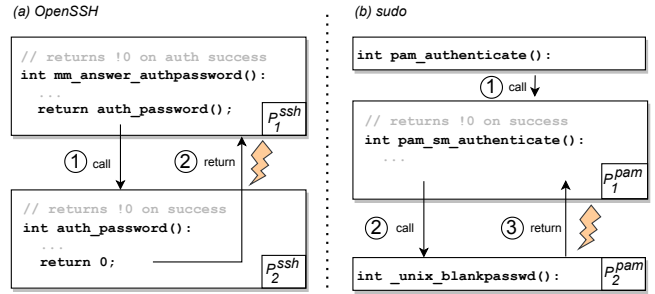 (a) OpenSSH
// returns !0 on auth success
int mm_answer_authpassword():
...
return auth_password();
P1ssh
1 call
2 return
// returns !0 on success
int auth_password():
...
return 0;
P2ssh
(b) sudo
int pam_authenticate():
1 call
// returns !0 on success
int pam_sm_authenticate():
...
P1pam
2 call
3 return
int _unix_blankpasswd():
P2pam